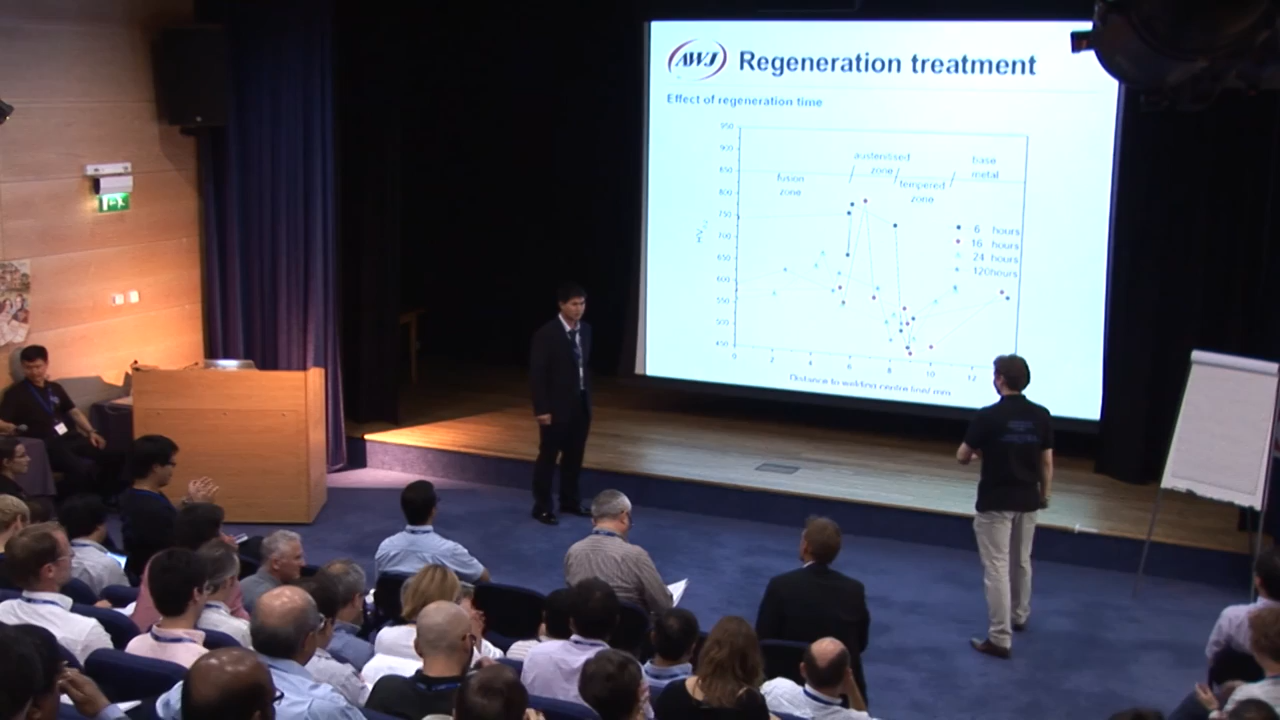 AWJ Regeneration treatment
Effect of regeneration time
950
900
850
800
750
700
650
600
550
450
0
2
4
6
8
10
12
fusion
zone
austenitised
zone
tempered
zone
base
metal
6 hours
16 hours
24 hours
120hours
Distance to welding centre line/ mm